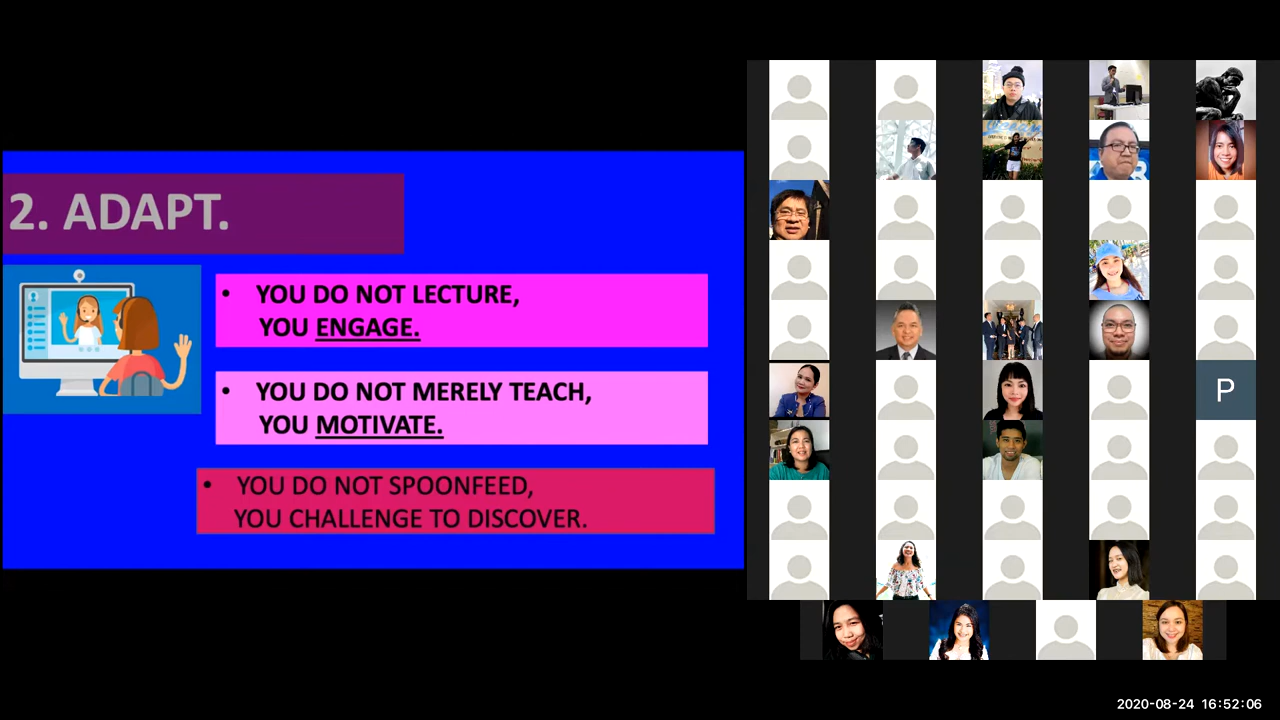 2. ADAPT.
• YOU DO NOT LECTURE,
YOU ENGAGE.
• YOU DO NOT MERELY TEACH,
YOU MOTIVATE.
• YOU DO NOT SPOONFEED,
YOU CHALLENGE TO DISCOVER.
P
2020-08-24 16:52:06